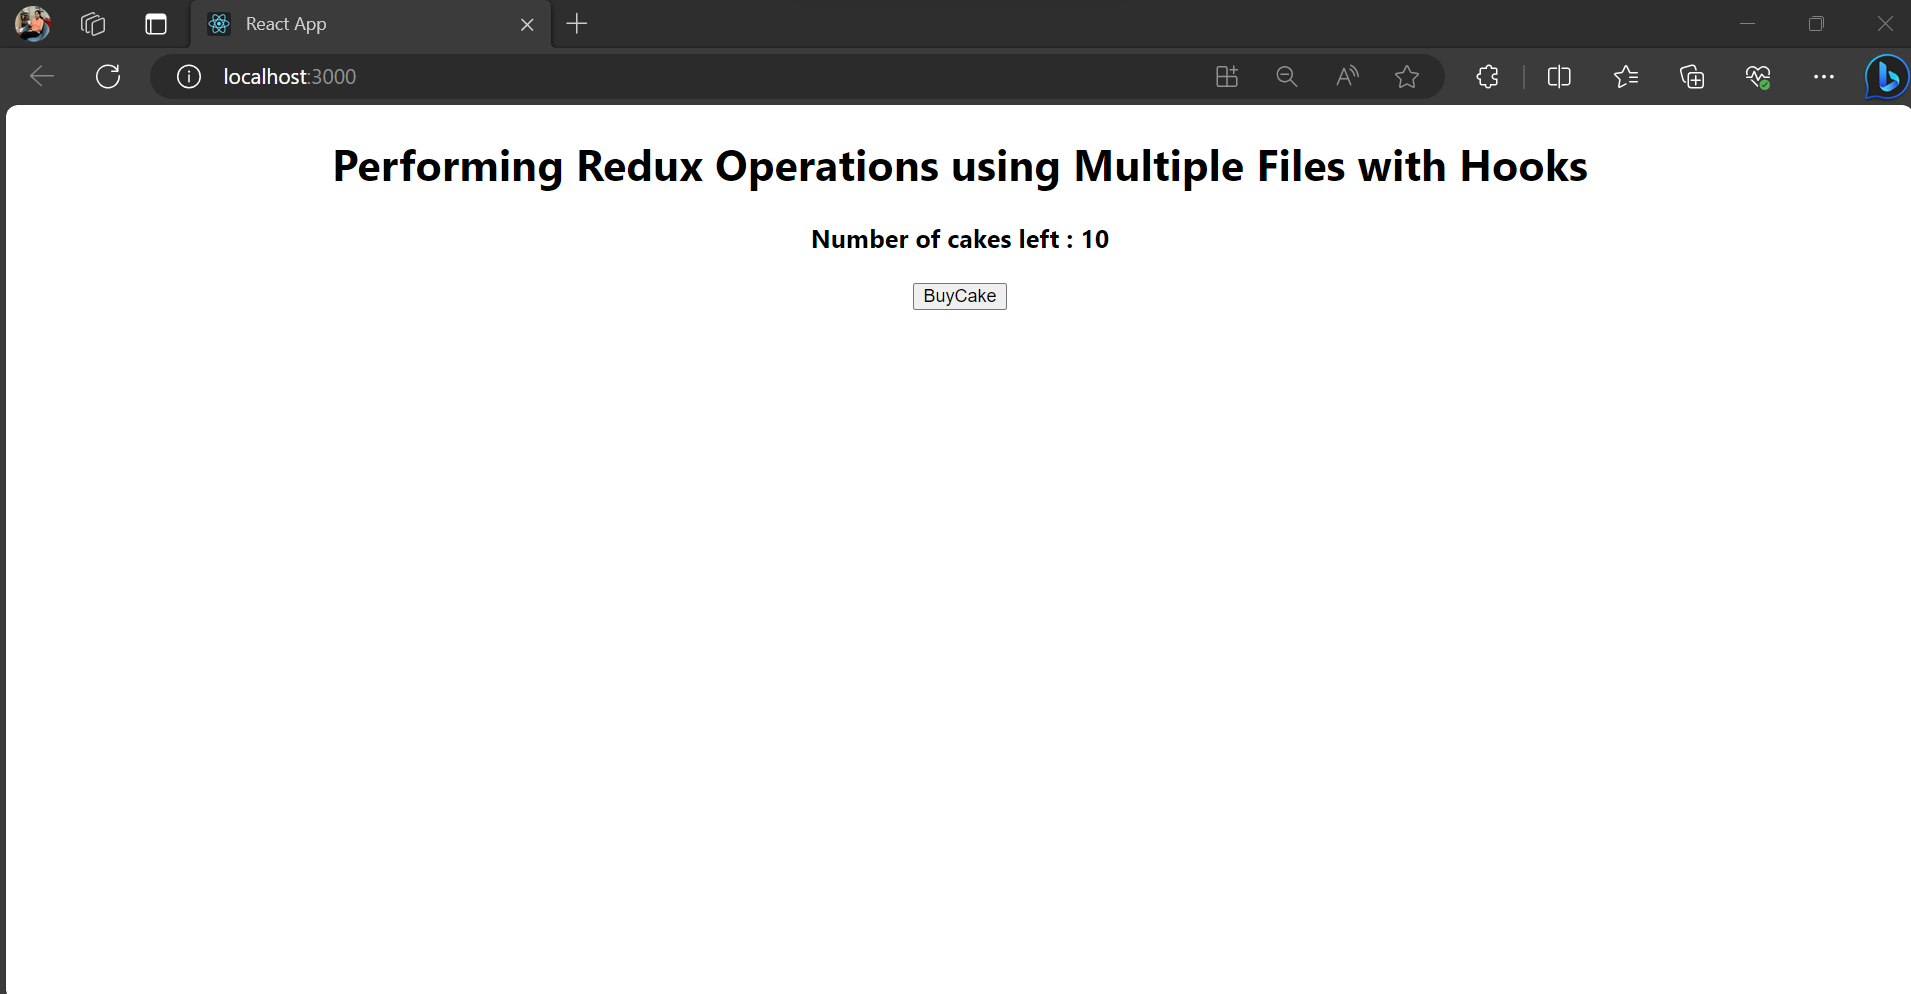 React App
localhost:3000
Performing Redux Operations using Multiple Files with Hooks
Number of cakes left : 10
BuyCake